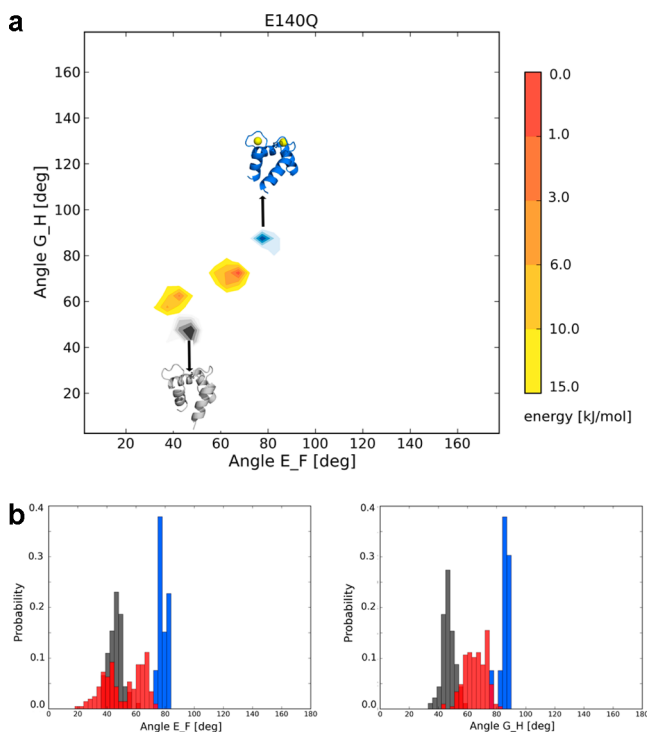 a
E140Q
Angle G_H [deg]
160
140
120
100
80
60
40
20
20 40 60 80 100 120 140 160
Angle E_F [deg]
0.0
1.0
3.0
6.0
10.0
15.0
energy [kJ/mol]
b
Probability
0.4
0.3
0.2
0.1
0.0
0 20 40 60 80 100 120 140 160 180
Angle E_F [deg]
Probability
0.4
0.3
0.2
0.1
0.0
0 20 40 60 80 100 120 140 160 180
Angle G_H [deg]